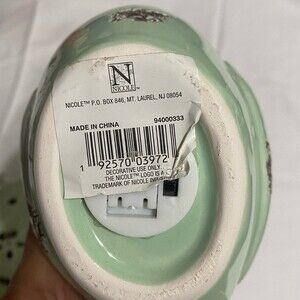 N
NICOLE™
NICOLE™ P.O. BOX 846, MT. LAUREL, NJ 08054
MADE IN CHINA 94000333
1 92570 03972
DECORATIVE USE ONLY
THE NICOLE™ LOGO IS A
TRADEMARK OF NICOLE